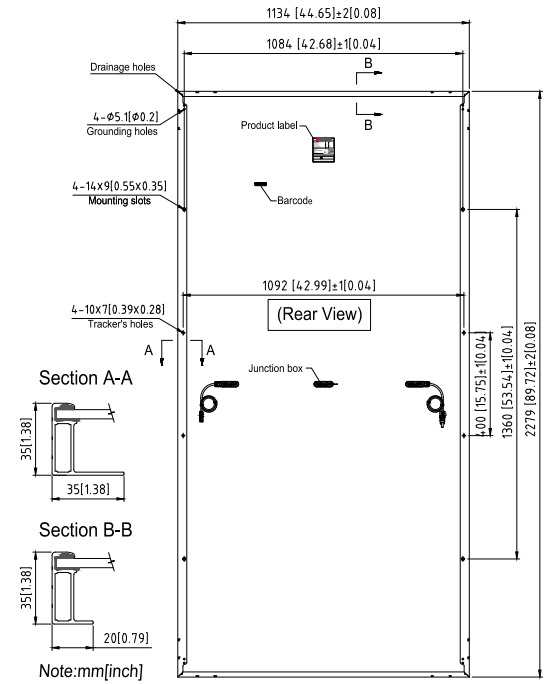 1134 [44.65]±2[0.08]
1084 [42.68]±1[0.04]
B
Drainage holes
4-Φ5.1[Φ0.2]
Grounding holes
Product label
B
4-14x9[0.55x0.35]
Mounting slots
Barcode
1092 [42.99]±1[0.04]
(Rear View)
4-10x7[0.39x0.28]
Tracker's holes
A
A
Junction box
400 [15.75]±1[0.04]
1360 [53.54]±1[0.04]
2279 [89.72]±2[0.08]
Section A-A
35[1.38]
35[1.38]
Section B-B
35[1.38]
20[0.79]
Note:mm[inch]